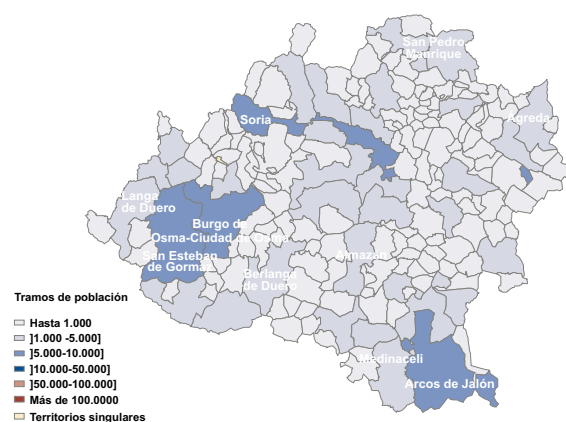 San Pedro
Manrique
Soria
Ágreda
Langa
de Duero
Burgo de
Osma-Ciudad de Osma
San Esteban
de Gormaz
Berlanga
de Duero
Almazán
Medinaceli
Arcos de Jalón
Tramos de población
Hasta 1.000
]1.000 -5.000]
]5.000-10.000]
]10.000-50.000]
]50.000-100.000]
Más de 100.0000
Territorios singulares